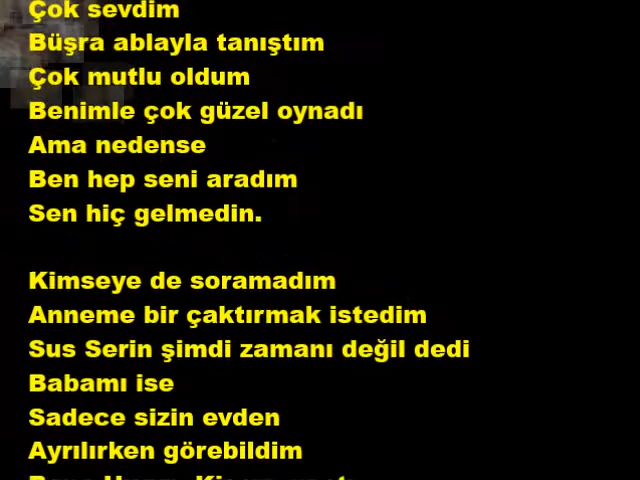 Çok sevdim
Büşra ablayla tanıştım
Çok mutlu oldum
Benimle çok güzel oynadı
Ama nedense
Ben hep seni aradım
Sen hiç gelmedin.
Kimseye de soramadım
Anneme bir çaktırmak istedim
Sus Serin şimdi zamanı değil dedi
Babamı ise
Sadece sizin evden
Ayrılırken görebildim